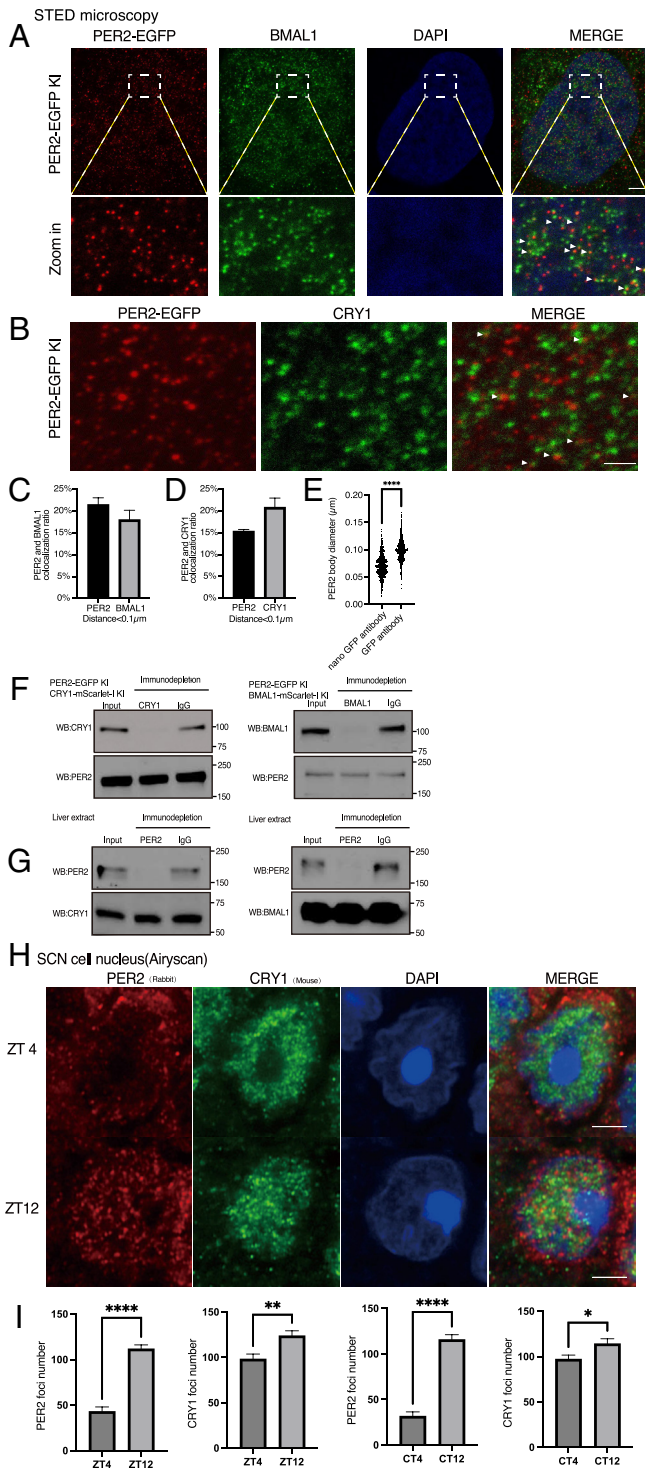 STED microscopy
A
PER2-EGFP BMAL1 DAPI MERGE
PER2-EGFP KI
Zoom in
B
PER2-EGFP CRY1 MERGE
PER2-EGFP KI
C
PER2 and BMAL1
colocalization ratio
25%
20%
15%
10%
5%
0%
PER2 BMAL1
Distance<0.1μm
D
PER2 and CRY1
colocalization ratio
25%
20%
15%
10%
5%
0%
PER2 CRY1
Distance<0.1μm
E
PER2 body diameter (μm)
****
0.20
0.15
0.10
0.05
0.00
nano GFP antibody
GFP antibody
F
PER2-EGFP KI
CRY1-mScarlet-I KI
Immunodepletion
Input CRY1 IgG
WB:CRY1
100
75
WB:PER2
250
150
PER2-EGFP KI
BMAL1-mScarlet-I KI
Immunodepletion
Input BMAL1 IgG
WB:BMAL1
100
75
WB:PER2
250
150
G
Liver extract
Immunodepletion
Input PER2 IgG
WB:PER2
250
150
WB:CRY1
75
50
Liver extract
Immunodepletion
Input PER2 IgG
WB:PER2
250
150
WB:BMAL1
75
50
H SCN cell nucleus(Airyscan)
PER2 (Rabbit) CRY1 (Mouse) DAPI MERGE
ZT 4
ZT12
I
PER2 foci number
150
100
50
0
****
ZT4 ZT12
CRY1 foci number
150
100
50
0
**
ZT4 ZT12
PER2 foci number
150
100
50
0
****
CT4 CT12
CRY1 foci number
150
100
50
0
*
CT4 CT12